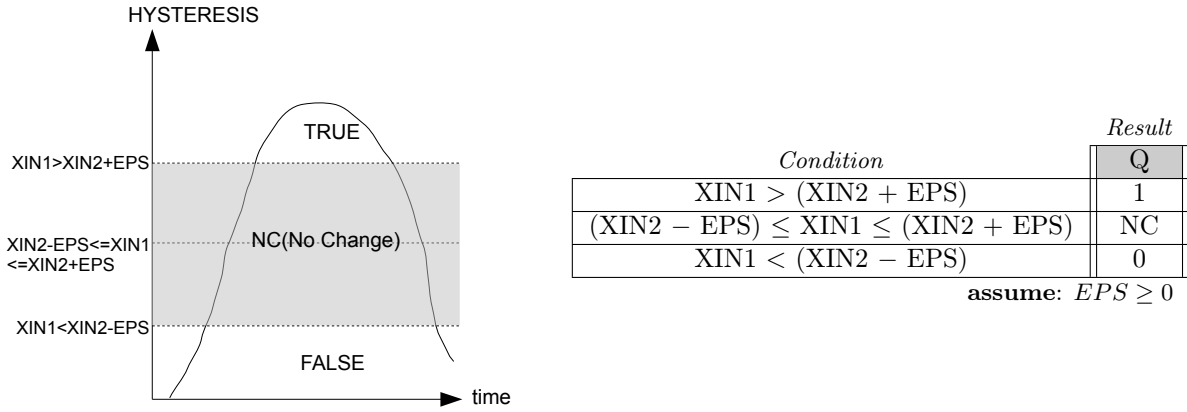 HYSTERESIS
TRUE
XIN1>XIN2+EPS
NC(No Change)
XIN2-EPS<=XIN1
<=XIN2+EPS
XIN1<XIN2-EPS
FALSE
time
Result
Condition Q
XIN1 > (XIN2 + EPS) 1
(XIN2 − EPS) ≤ XIN1 ≤ (XIN2 + EPS) NC
XIN1 < (XIN2 − EPS) 0
assume: EPS ≥ 0